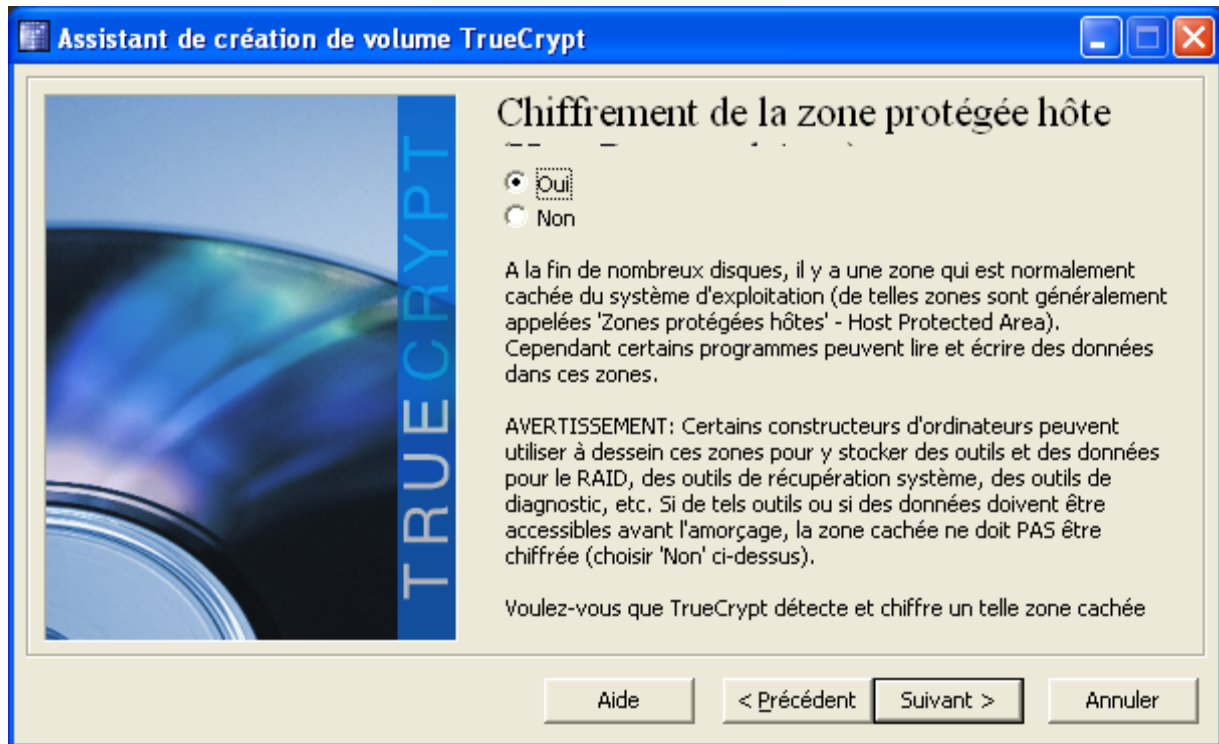 Assistant de création de volume TrueCrypt
TRUECRYPT
Chiffrement de la zone protégée hôte
Oui
Non
A la fin de nombreux disques, il y a une zone qui est normalement
cachée du système d'exploitation (de telles zones sont généralement
appelées 'Zones protégées hôtes' - Host Protected Area).
Cependant certains programmes peuvent lire et écrire des données
dans ces zones.
AVERTISSEMENT: Certains constructeurs d'ordinateurs peuvent
utiliser à dessein ces zones pour y stocker des outils et des données
pour le RAID, des outils de récupération système, des outils de
diagnostic, etc. Si de tels outils ou si des données doivent être
accessibles avant l'amorçage, la zone cachée ne doit PAS être
chiffrée (choisir 'Non' ci-dessus).
Voulez-vous que TrueCrypt détecte et chiffre un telle zone cachée
Aide
< Précédent
Suivant >
Annuler